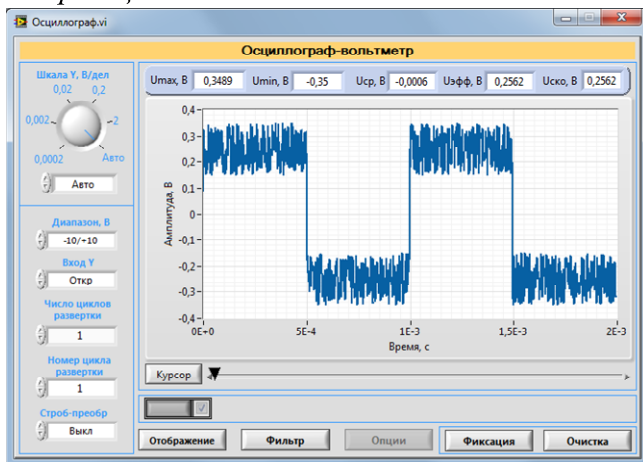 Осциллограф.vi
Осциллограф-вольтметр
Шкала Y, В/дел
0,02 0,2
0,002 2
0,0002 Авто
Авто
Диапазон, В
-10/+10
Вход Y
Откр
Число циклов
развертки
1
Номер цикла
развертки
1
Строб-преобр
Выкл
Umax, В 0,3489 Umin, В -0,35 Uср, В -0,0006 Uэфф, В 0,2562 Uско, В 0,2562
Амплитуда, В
0,4
0,3
0,2
0.1
0
-0,1
-0,2
-0,3
-0,4
0E+0 5E-4 1E-3 1,5E-3 2E-3
Время, с
Курсор
Отображение Фильтр Опции Фиксация Очистка